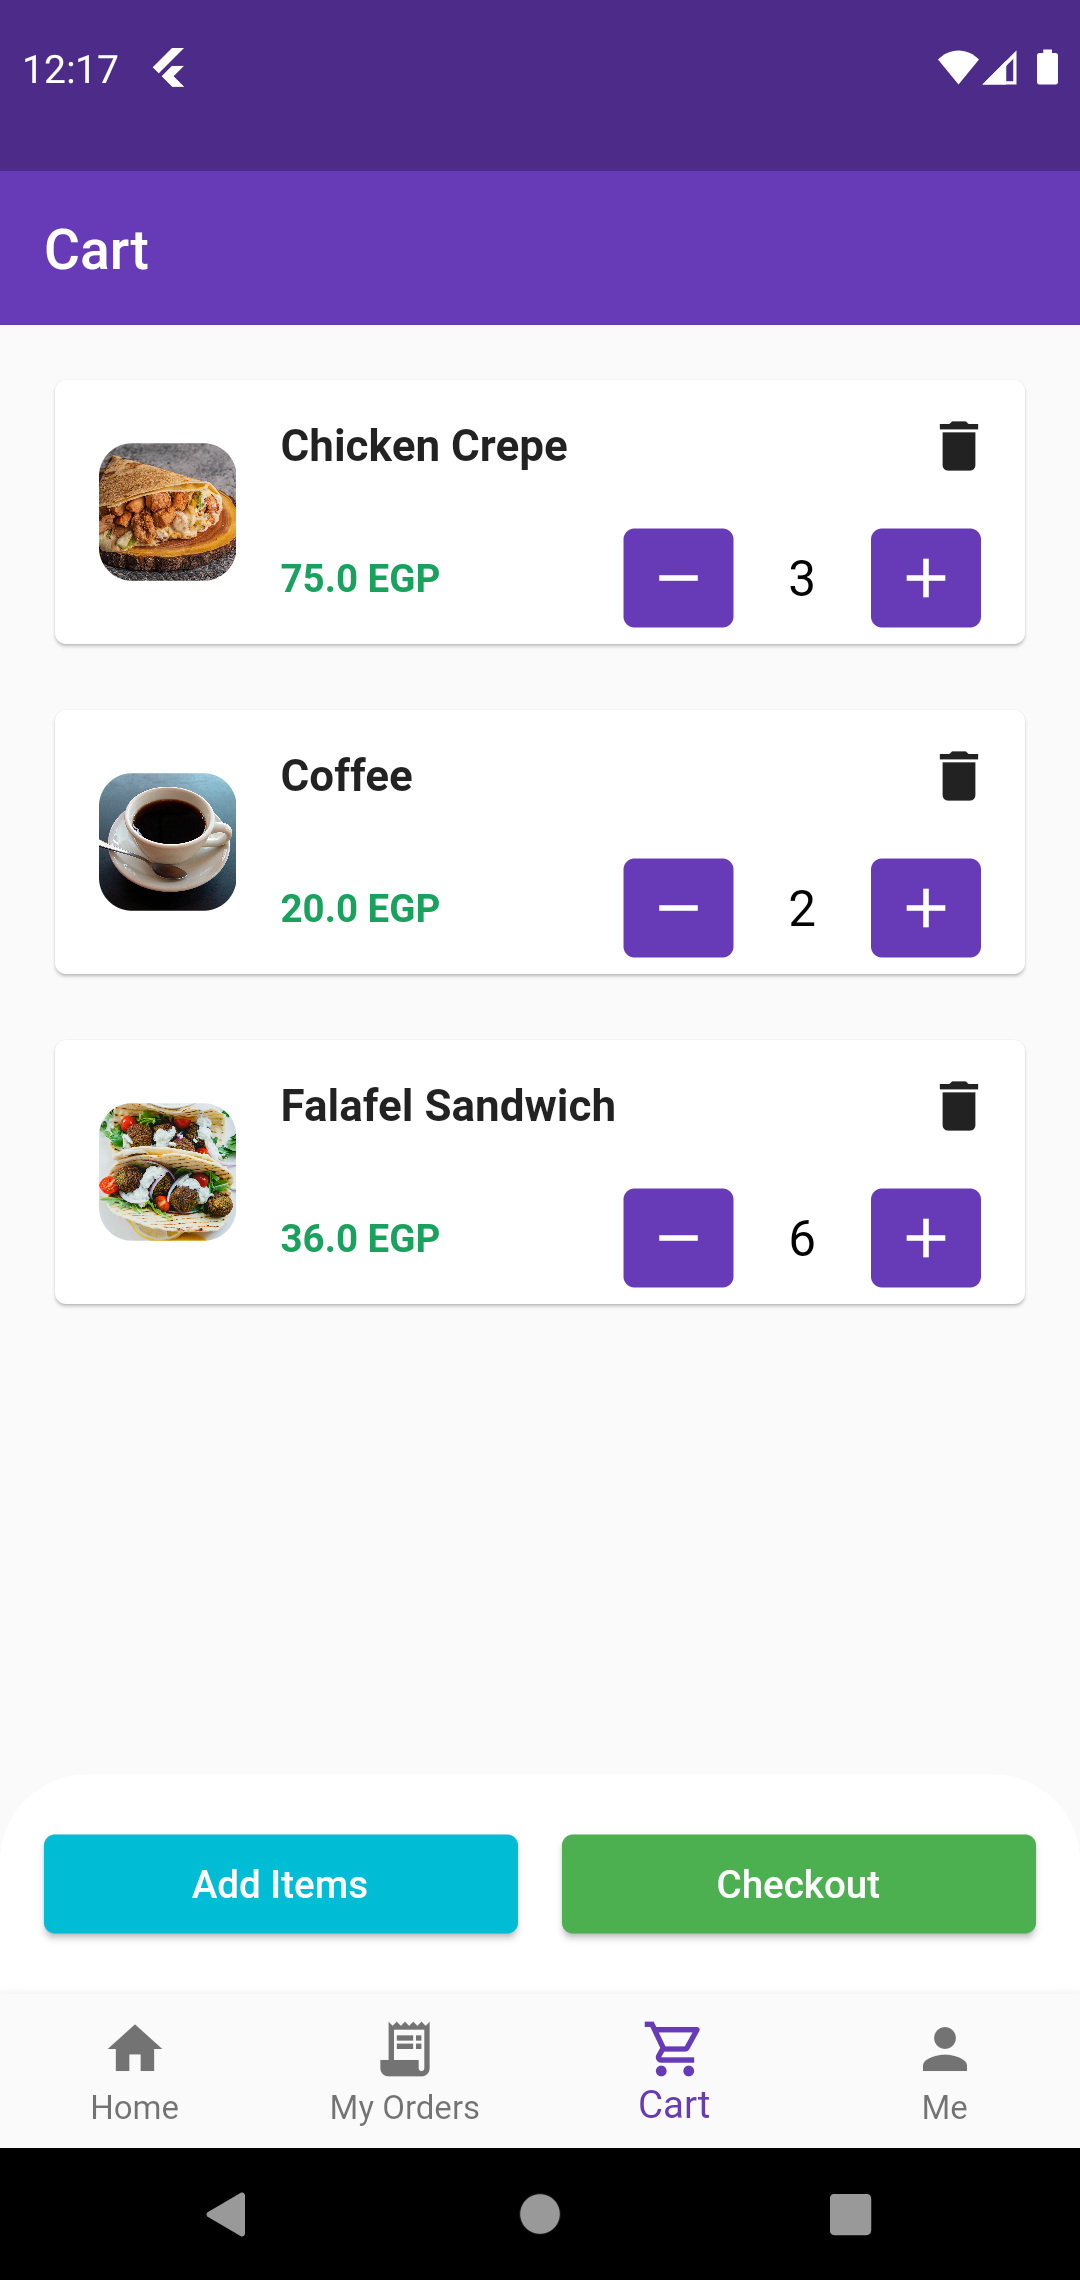 12:17
Cart
Chicken Crepe
75.0 EGP
3
Coffee
20.0 EGP
2
Falafel Sandwich
36.0 EGP
6
Add Items
Checkout
Home
My Orders
Cart
Me